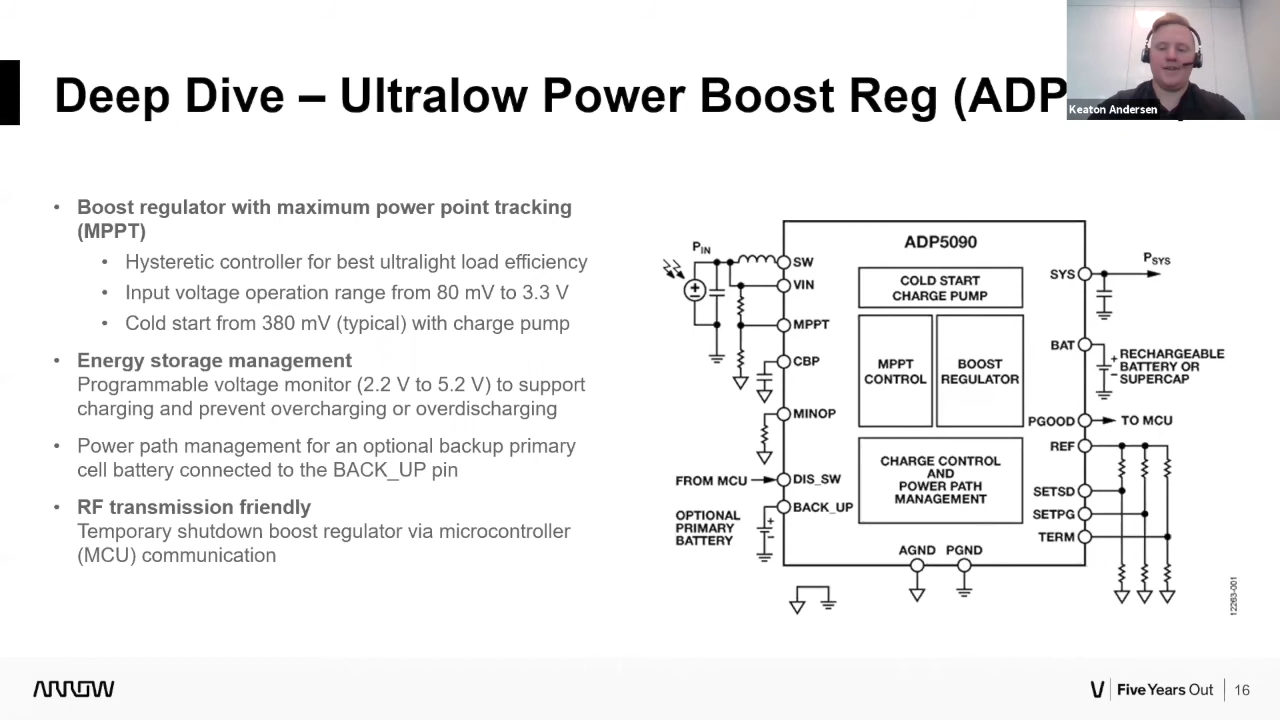 Deep Dive – Ultralow Power Boost Reg (ADP
Keaton Andersen
• Boost regulator with maximum power point tracking
(MPPT)
• Hysteretic controller for best ultralight load efficiency
• Input voltage operation range from 80 mV to 3.3 V
• Cold start from 380 mV (typical) with charge pump
• Energy storage management
Programmable voltage monitor (2.2 V to 5.2 V) to support
charging and prevent overcharging or overdischarging
• Power path management for an optional backup primary
cell battery connected to the BACK_UP pin
• RF transmission friendly
Temporary shutdown boost regulator via microcontroller
(MCU) communication
ADP5090
PIN
SW
VIN
MPPT
CBP
MINOP
FROM MCU
DIS_SW
BACK_UP
OPTIONAL
PRIMARY
BATTERY
COLD START
CHARGE PUMP
MPPT
CONTROL
BOOST
REGULATOR
CHARGE CONTROL
AND
POWER PATH
MANAGEMENT
AGND PGND
SYS
PSYS
BAT
RECHARGEABLE
BATTERY OR
SUPERCAP
PGOOD
TO MCU
REF
SETSD
SETPG
TERM
12263-001
ARROW
Five Years Out
16